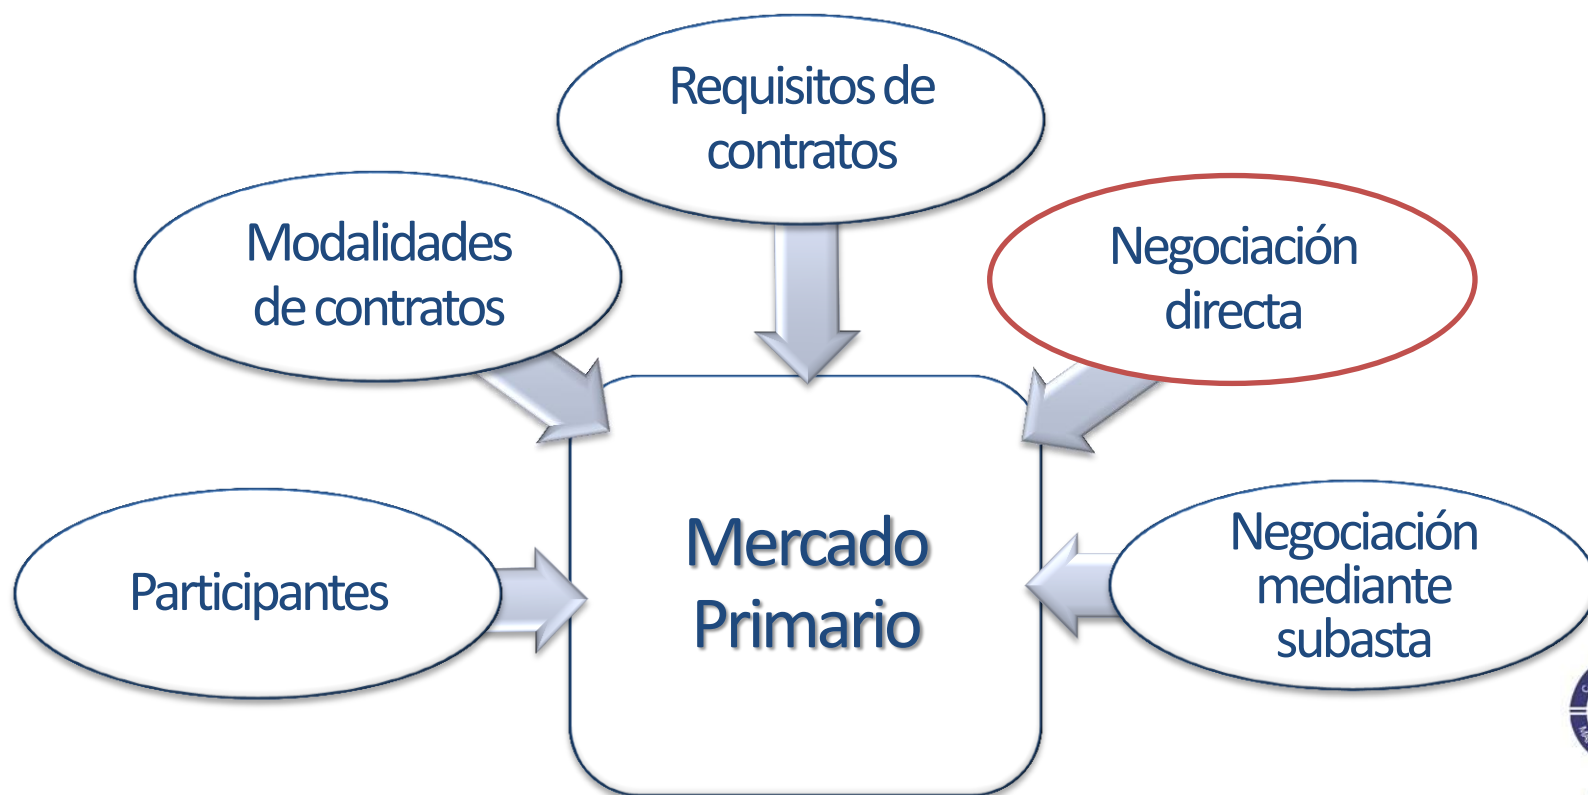 Requisitos de
contratos
Modalidades
de contratos
Negociación
directa
Participantes
Mercado
Primario
Negociación
mediante
subasta